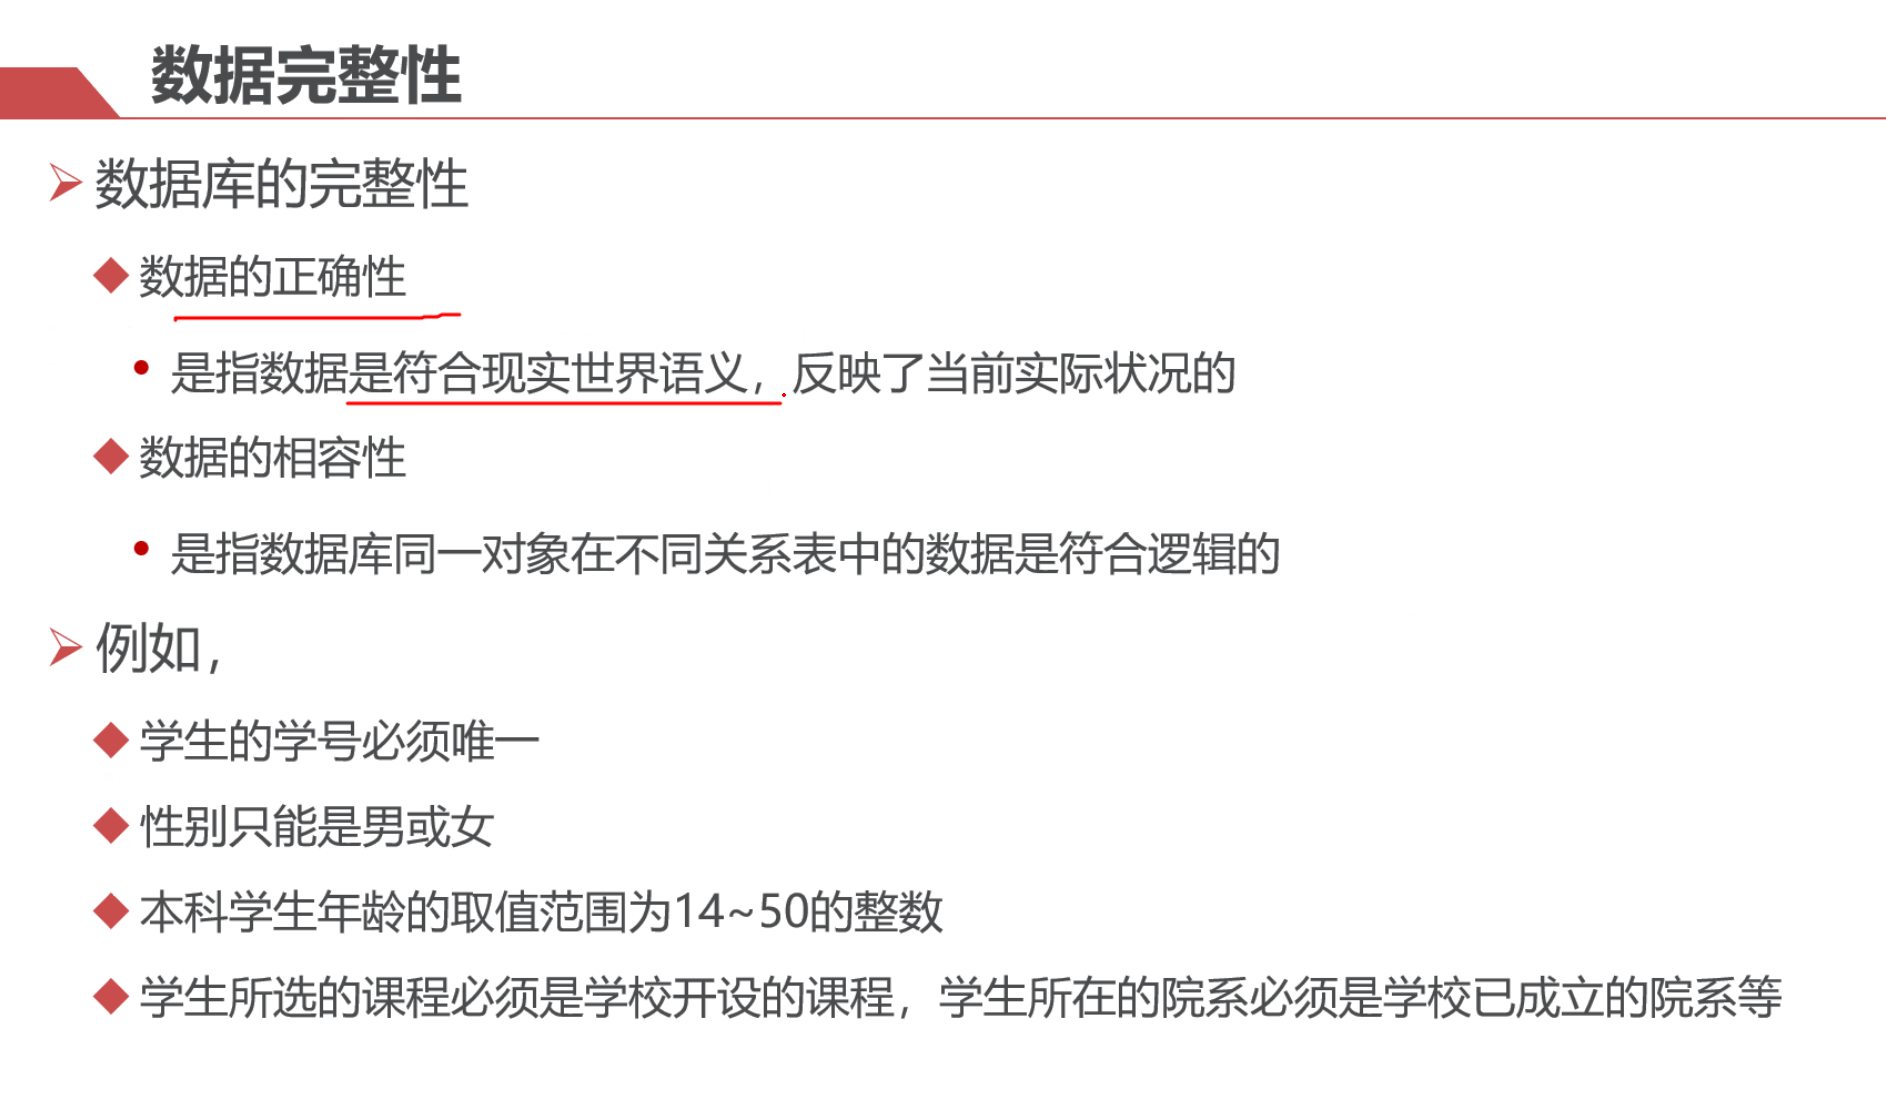 数据完整性
数据库的完整性
数据的正确性
是指数据是符合现实世界语义，反映了当前实际状况的
数据的相容性
是指数据库同一对象在不同关系表中的数据是符合逻辑的
例如，
学生的学号必须唯一
性别只能是男或女
本科学生年龄的取值范围为14~50的整数
学生所选的课程必须是学校开设的课程，学生所在的院系必须是学校已成立的院系等